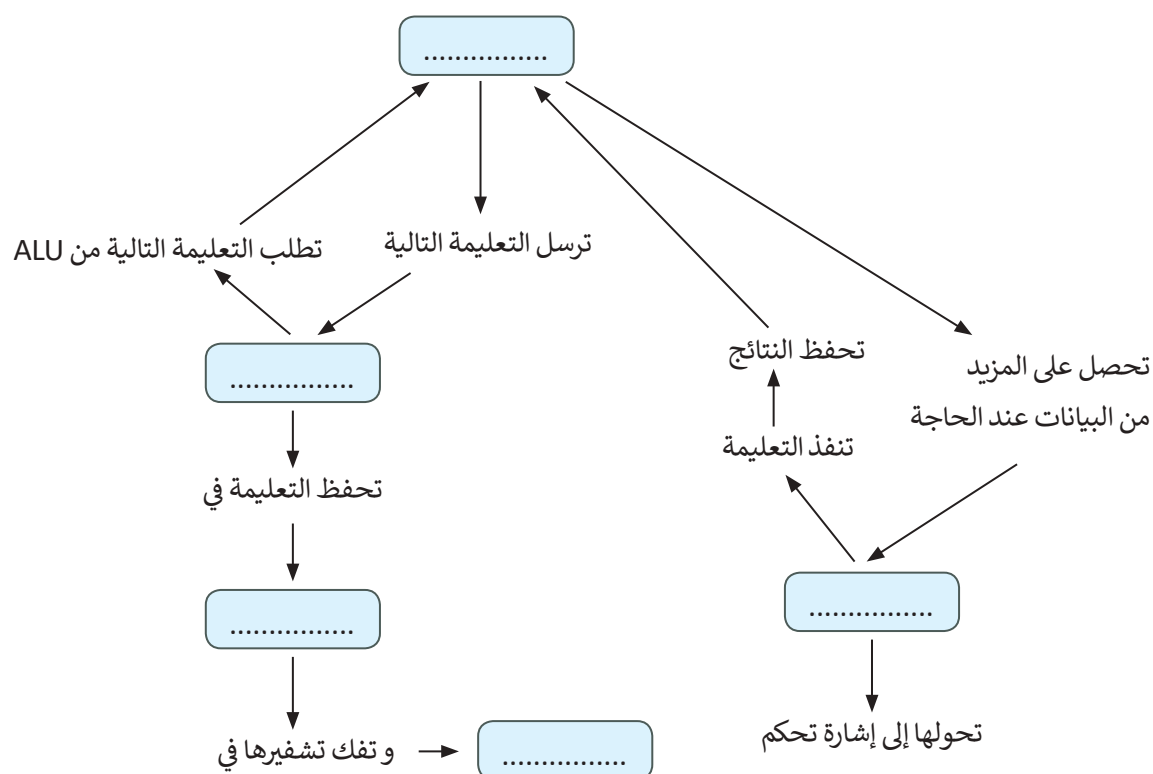 ................
تطلب التعليمة التالية من ALU
ترسل التعليمة التالية
................
تحفظ التعليمة في
................
و تفك تشفيرها في
................
تحفظ النتائج
تنفذ التعليمة
تحصل على المزيد
من البيانات عند الحاجة
................
تحولها إلى إشارة تحكم